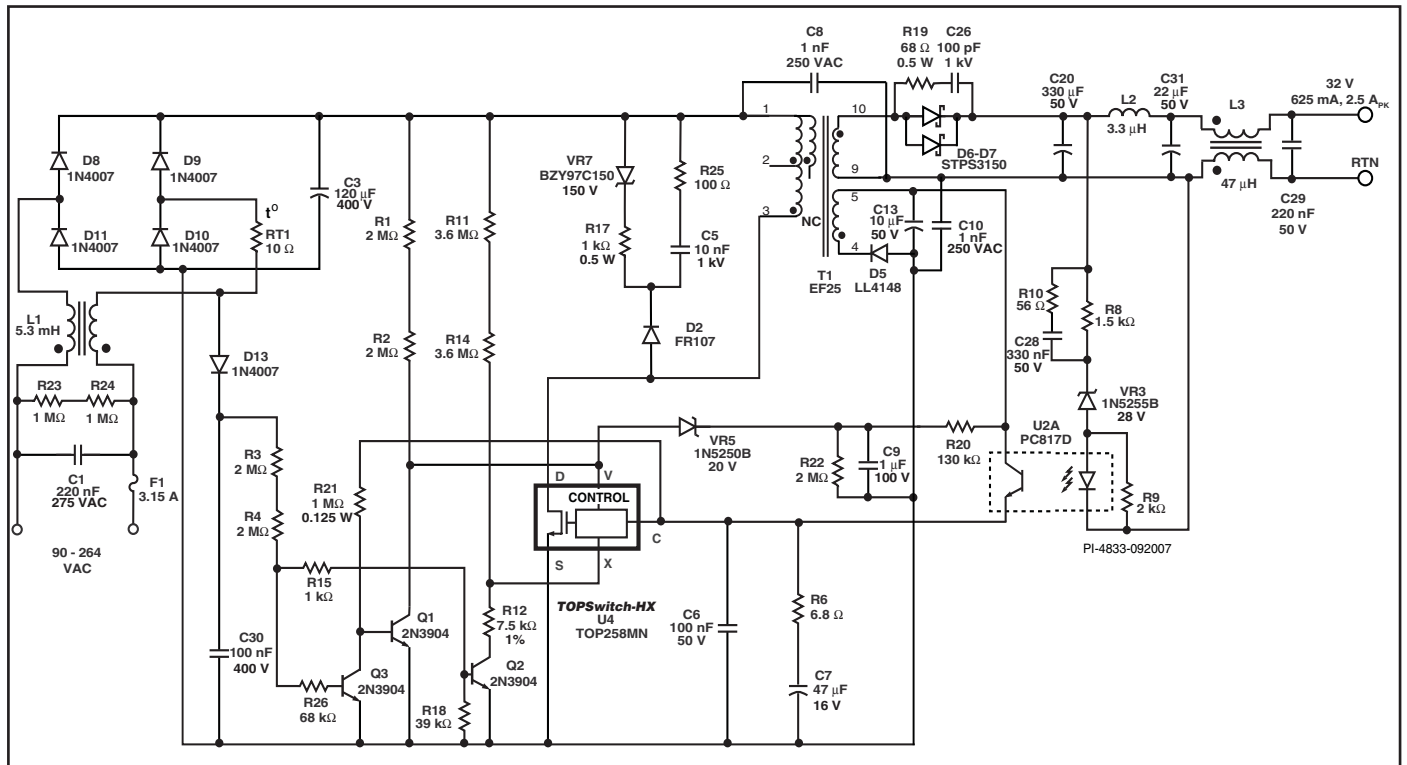 C8
1 nF
250 VAC
R19
68 Ω
0.5 W
C26
100 pF
1 kV
C20
330 μF
50 V
C31
22 μF
50 V
L2
3.3 μH
L3
47 μH
32 V
625 mA, 2.5 A_PK
RTN
C29
220 nF
50 V
1
2
3
10
9
5
4
NC
T1
EF25
D6-D7
STPS3150
D8
1N4007
D9
1N4007
D11
1N4007
D10
1N4007
C3
120 μF
400 V
t°
RT1
10 Ω
R1
2 MΩ
R11
3.6 MΩ
VR7
BZY97C150
150 V
R25
100 Ω
R17
1 kΩ
0.5 W
C5
10 nF
1 kV
C13
10 μF
50 V
C10
1 nF
250 VAC
D5
LL4148
L1
5.3 mH
D13
1N4007
R2
2 MΩ
R14
3.6 MΩ
D2
FR107
R10
56 Ω
R8
1.5 kΩ
C28
330 nF
50 V
R23
1 MΩ
R24
1 MΩ
C1
220 nF
275 VAC
F1
3.15 A
90 - 264
VAC
R3
2 MΩ
R4
2 MΩ
R21
1 MΩ
0.125 W
VR5
1N5250B
20 V
R22
2 MΩ
C9
1 μF
100 V
R20
130 kΩ
U2A
PC817D
VR3
1N5255B
28 V
R9
2 kΩ
PI-4833-092007
D
V
CONTROL
C
S
X
TOPSwitch-HX
U4
TOP258MN
R15
1 kΩ
R12
7.5 kΩ
1%
C6
100 nF
50 V
R6
6.8 Ω
C7
47 μF
16 V
C30
100 nF
400 V
Q1
2N3904
Q3
2N3904
Q2
2N3904
R26
68 kΩ
R18
39 kΩ